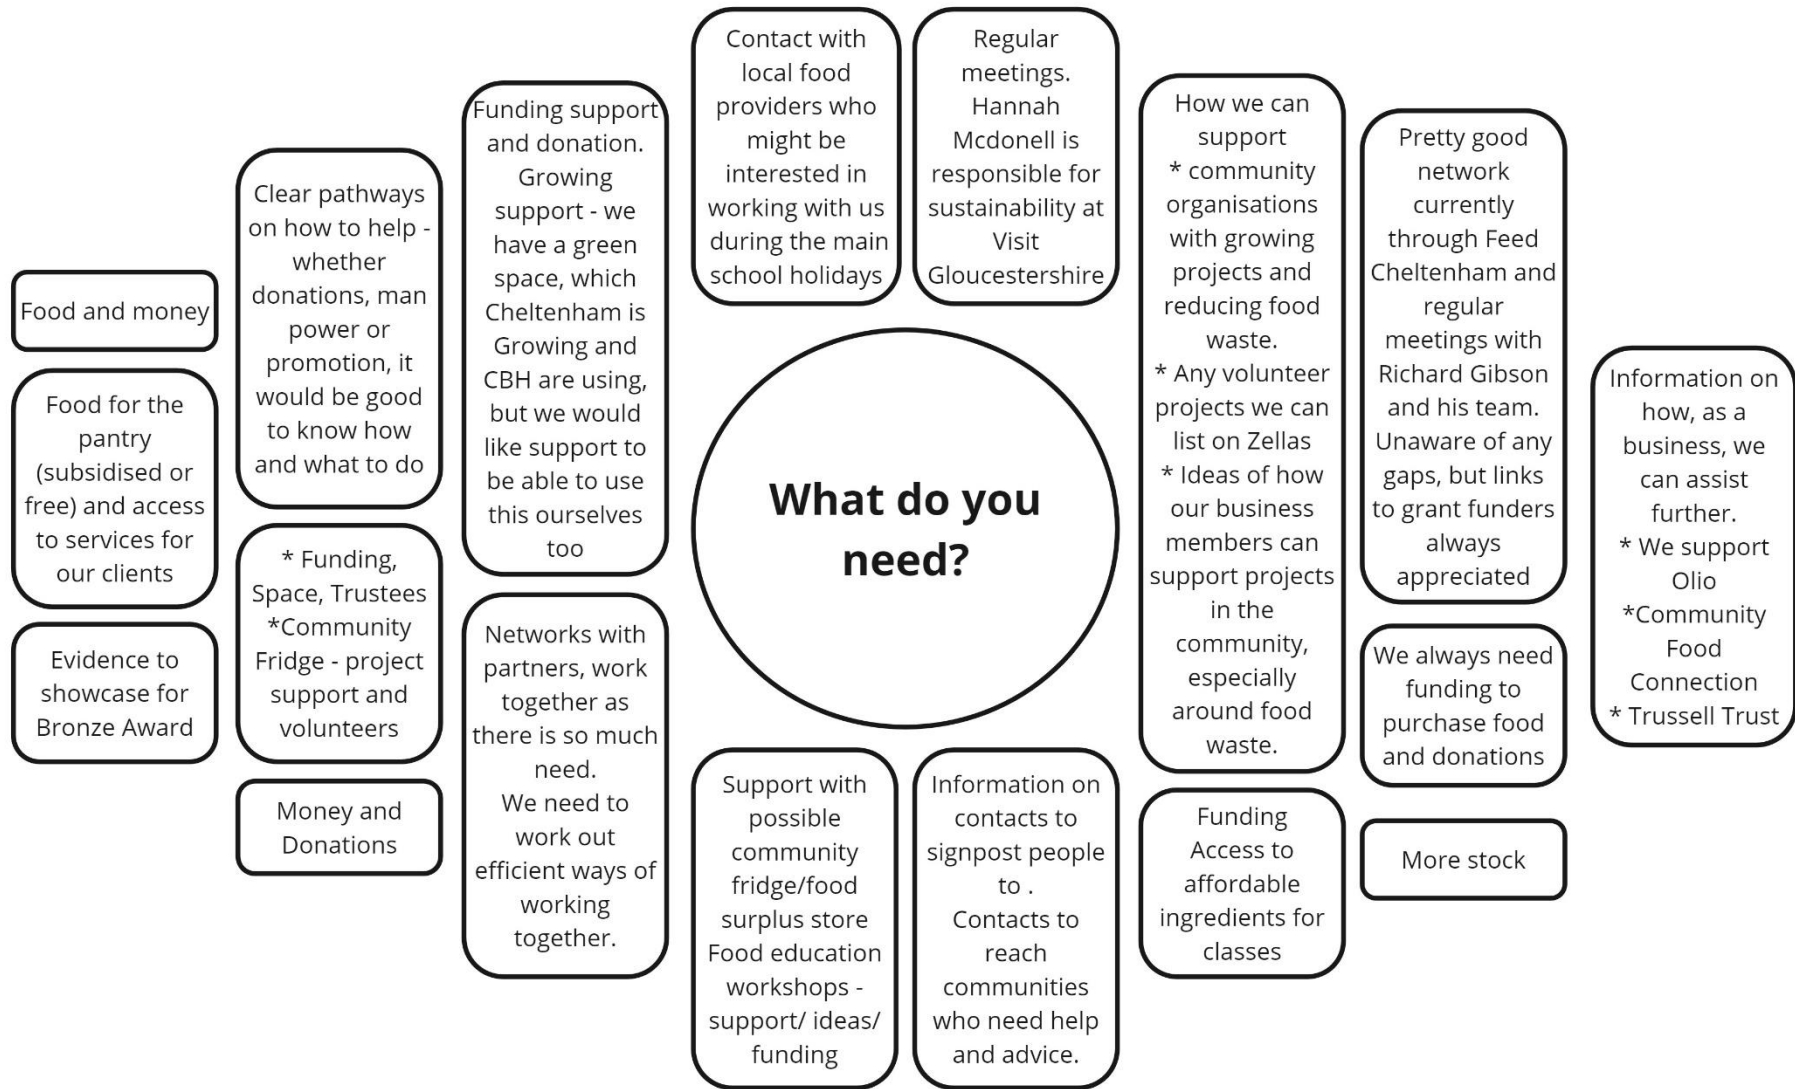 Food and money
Food for the
pantry
(subsidised or
free) and access
to services for
our clients
Evidence to
showcase for
Bronze Award
Clear pathways
on how to help -
whether
donations, man
power or
promotion, it
would be good
to know how
and what to do
* Funding,
Space, Trustees
*Community
Fridge - project
support and
volunteers
Money and
Donations
Funding support
and donation.
Growing
support - we
have a green
space, which
Cheltenham is
Growing and
CBH are using,
but we would
like support to
be able to use
this ourselves
too
Networks with
partners, work
together as
there is so much
need.
We need to
work out
efficient ways of
working
together.
Contact with
local food
providers who
might be
interested in
working with us
during the main
school holidays
Regular
meetings.
Hannah
Mcdonell is
responsible for
sustainability at
Visit
Gloucestershire
What do you
need?
Support with
possible
community
fridge/food
surplus store
Food education
workshops -
support/ ideas/
funding
Information on
contacts to
signpost people
to .
Contacts to
reach
communities
who need help
and advice.
How we can
support
* community
organisations
with growing
projects and
reducing food
waste.
* Any volunteer
projects we can
list on Zellas
* Ideas of how
our business
members can
support projects
in the
community,
especially
around food
waste.
Funding
Access to
affordable
ingredients for
classes
Pretty good
network
currently
through Feed
Cheltenham and
regular
meetings with
Richard Gibson
and his team.
Unaware of any
gaps, but links
to grant funders
always
appreciated
We always need
funding to
purchase food
and donations
More stock
Information on
how, as a
business, we
can assist
further.
* We support
Olio
*Community
Food
Connection
* Trussell Trust